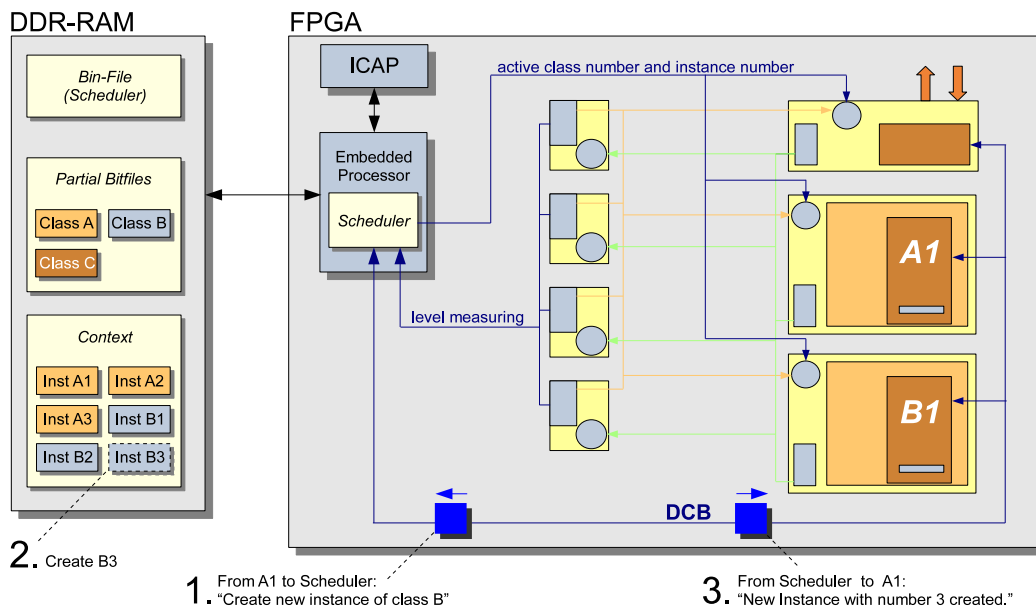 DDR-RAM
Bin-File
(Scheduler)
Partial Bitfiles
Class A
Class B
Class C
Context
Inst A1
Inst A2
Inst A3
Inst B1
Inst B2
Inst B3
FPGA
ICAP
Embedded
Processor
Scheduler
active class number and instance number
level measuring
A1
B1
DCB
2. Create B3
1. From A1 to Scheduler:
“Create new instance of class B”
3. From Scheduler to A1:
“New Instance with number 3 created.”